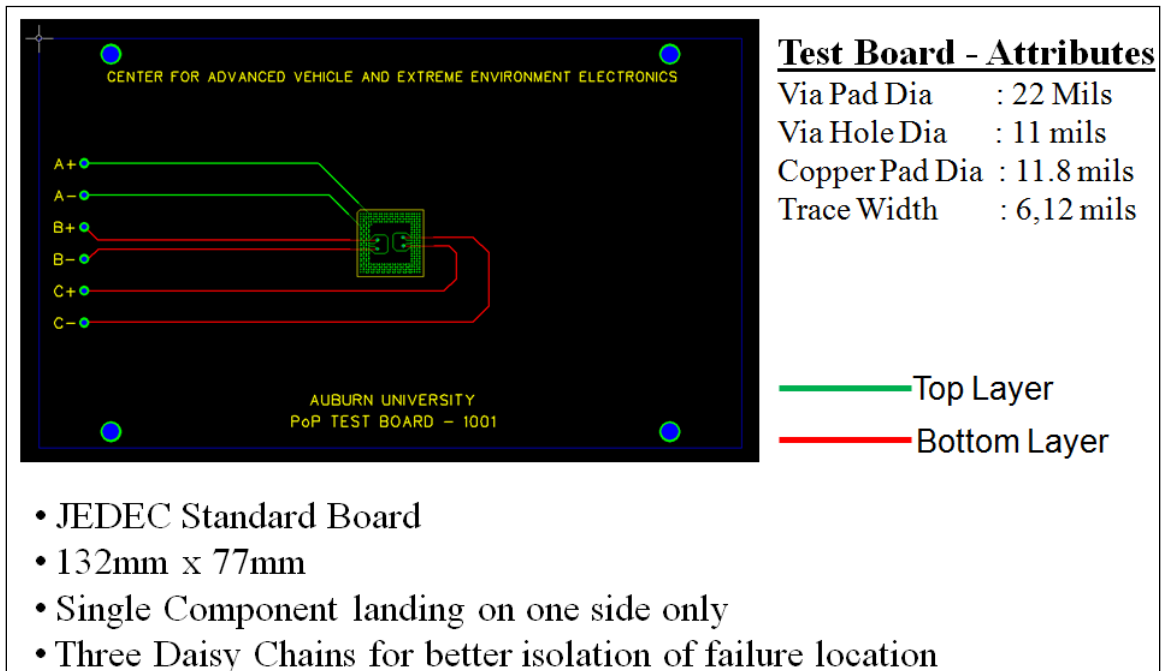 CENTER FOR ADVANCED VEHICLE AND EXTREME ENVIRONMENT ELECTRONICS
A+
A-
B+
B-
C+
C-
AUBURN UNIVERSITY
PoP TEST BOARD - 1001
Test Board - Attributes
Via Pad Dia : 22 Mils
Via Hole Dia : 11 mils
Copper Pad Dia : 11.8 mils
Trace Width : 6,12 mils
Top Layer
Bottom Layer
• JEDEC Standard Board
• 132mm x 77mm
• Single Component landing on one side only
• Three Daisy Chains for better isolation of failure location